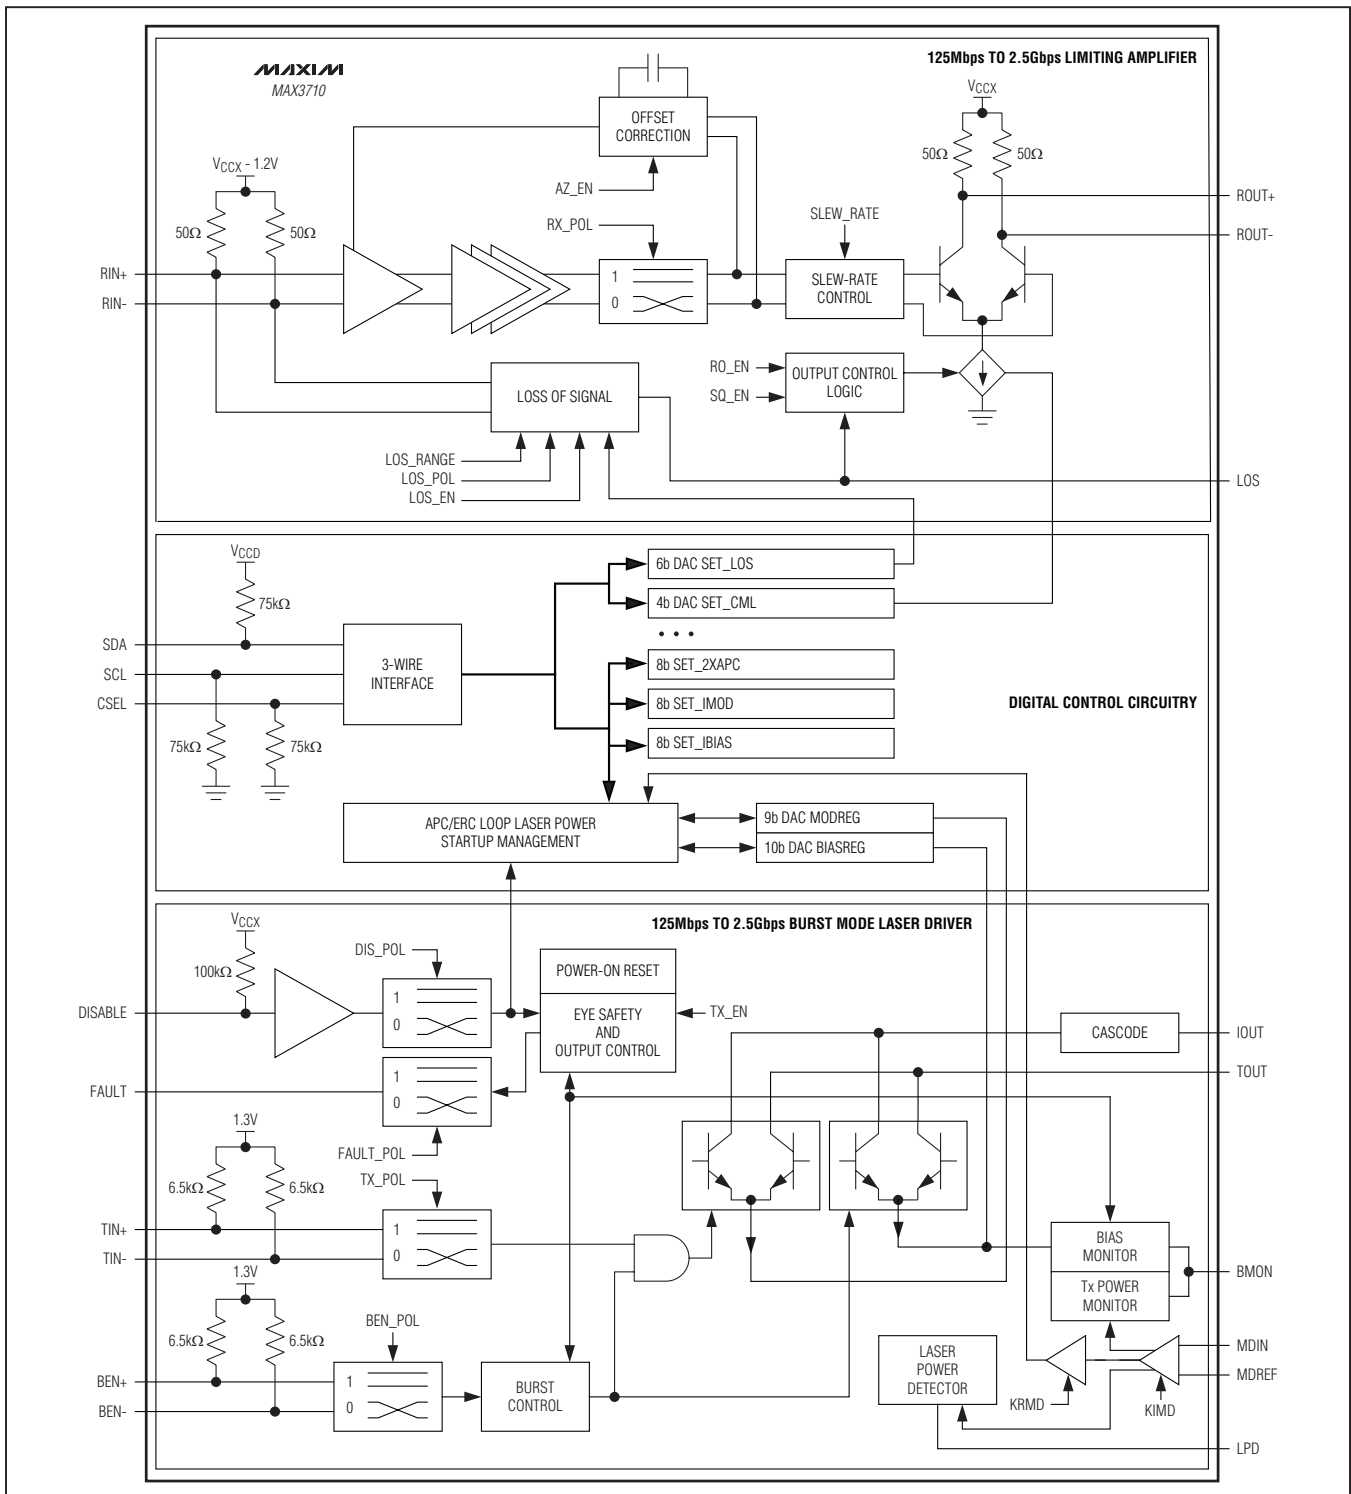 125Mbps TO 2.5Gbps LIMITING AMPLIFIER
MAXIM
MAX3710
VCCX
OFFSET
CORRECTION
50Ω
50Ω
VCCX - 1.2V
AZ_EN
ROUT+
SLEW_RATE
RX_POL
50Ω
50Ω
ROUT-
RIN+
1
SLEW-RATE
CONTROL
RIN-
0
RO_EN
OUTPUT CONTROL
LOGIC
LOSS OF SIGNAL
SQ_EN
LOS_RANGE
LOS_POL
LOS
LOS_EN
VCCD
6b DAC SET_LOS
75kΩ
4b DAC SET_CML
• • •
SDA
3-WIRE
INTERFACE
8b SET_2XAPC
SCL
CSEL
8b SET_IMOD
DIGITAL CONTROL CIRCUITRY
75kΩ
75kΩ
8b SET_IBIAS
APC/ERC LOOP LASER POWER
STARTUP MANAGEMENT
9b DAC MODREG
10b DAC BIASREG
125Mbps TO 2.5Gbps BURST MODE LASER DRIVER
VCCX
DIS_POL
100kΩ
POWER-ON RESET
1
DISABLE
0
EYE SAFETY
AND
OUTPUT CONTROL
TX_EN
CASCODE
IOUT
TOUT
1
FAULT
0
1.3V
FAULT_POL
TX_POL
6.5kΩ
6.5kΩ
TIN+
1
BIAS
MONITOR
TIN-
0
1.3V
BMON
Tx POWER
MONITOR
BEN_POL
6.5kΩ
6.5kΩ
LASER
POWER
DETECTOR
MDIN
MDREF
BEN+
1
BURST
CONTROL
BEN-
0
KRMD
KIMD
LPD